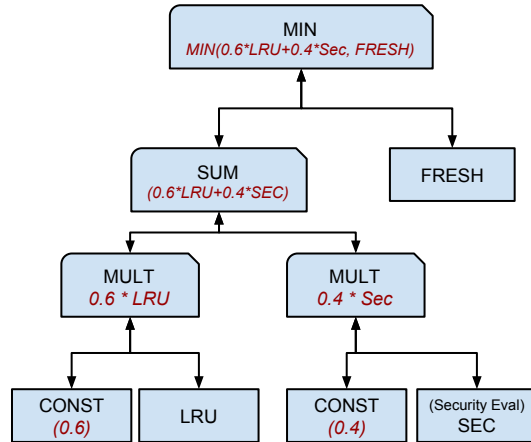 MIN
MIN(0.6*LRU+0.4*Sec, FRESH)
SUM
(0.6*LRU+0.4*SEC)
FRESH
MULT
0.6 * LRU
MULT
0.4 * Sec
CONST
(0.6)
LRU
CONST
(0.4)
(Security Eval)
SEC